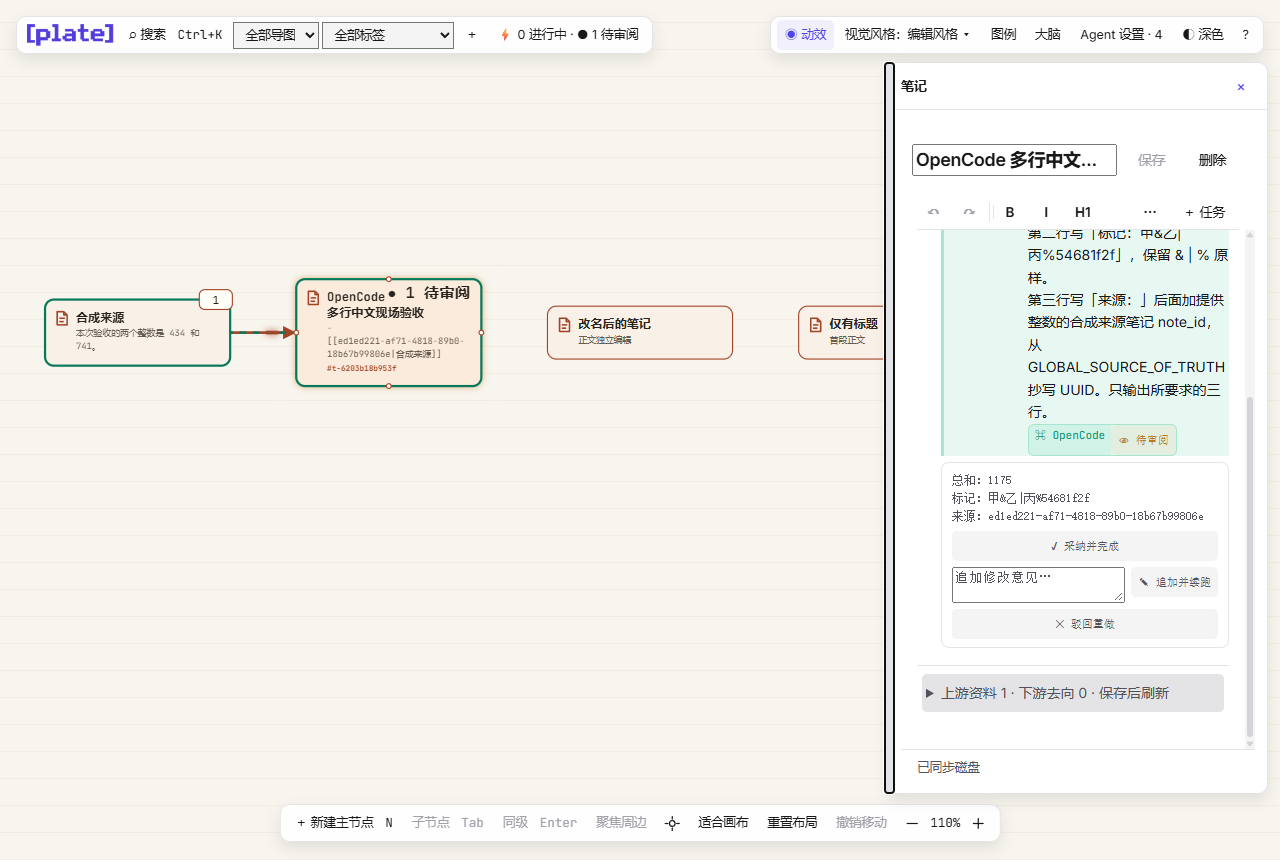 [plate] 搜索 Ctrl+K 全部导图 全部标签 + 0 进行中 · ● 1 待审阅
动效 视觉风格：编辑风格 图例 大脑 Agent 设置 · 4 深色 ?
笔记 ×
OpenCode 多行中文... 保存 删除
B I H1 ... + 任务
第二行写「标记：甲&乙|
丙%54681f2f」，保留 & | % 原
样。
第三行写「来源：」后面加提供
整数的合成来源笔记 note_id，
从
GLOBAL_SOURCE_OF_TRUTH
抄写 UUID。只输出所要求的三
行。
⌘ OpenCode 待审阅
总和：1175
标记：甲&乙|丙%54681f2f
来源：ed1ed221-af71-4818-89b0-18b67b99806e
✓ 采纳并完成
追加修改意见…
追加并续跑
× 驳回重做
上游资料 1 · 下游去向 0 · 保存后刷新
已同步磁盘
1
合成来源
本次验收的两个整数是 434 和
741。
OpenCode ● 1 待审阅
多行中文现场验收
-
[[ed1ed221-af71-4818-89b0-
18b67b99806e|合成来源]]
#t-6203b18b953f
改名后的笔记
正文独立编辑
仅有标题
首段正文
+ 新建主节点 N 子节点 Tab 同级 Enter 聚焦周边 适合画布 重置布局 撤销移动 — 110% +